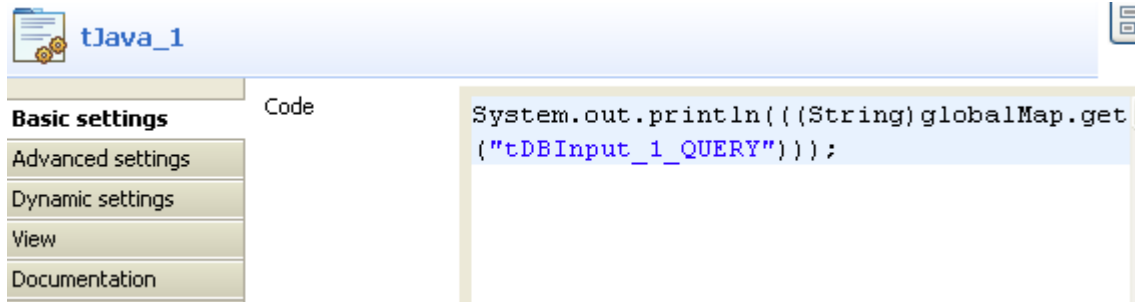 tJava_1
Basic settings
Advanced settings
Dynamic settings
View
Documentation
Code
System.out.println(((String)globalMap.get
("tDBInput_1_QUERY")));